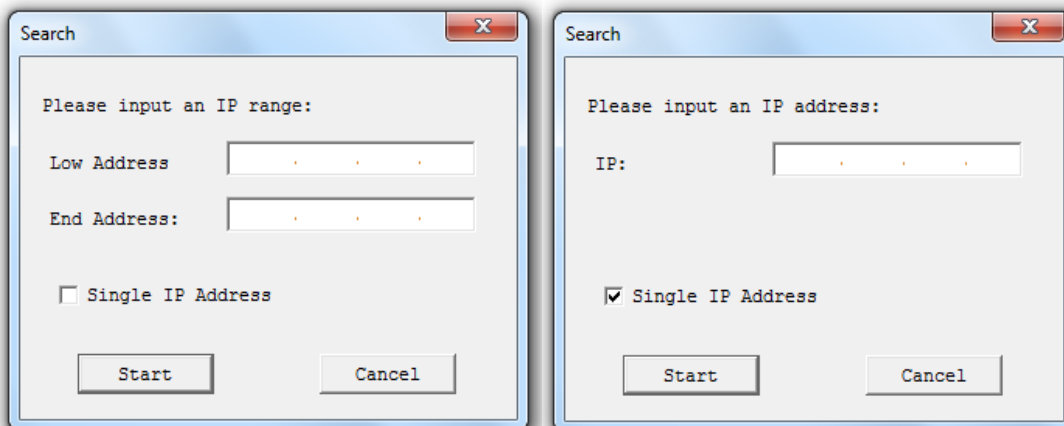 Search
Please input an IP range:
Low Address
End Address:
Single IP Address
Start Cancel
Search
Please input an IP address:
IP:
Single IP Address
Start Cancel